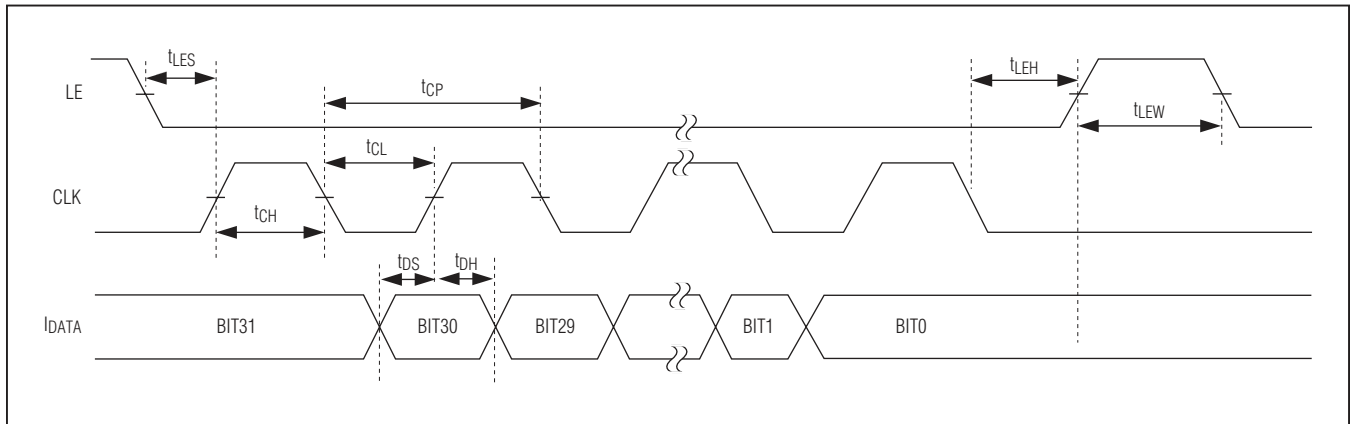 tLES
tCP
tLEH
LE
tLEW
tCL
CLK
tCH
tDS
tDH
IDATA
BIT31
BIT30
BIT29
BIT1
BIT0